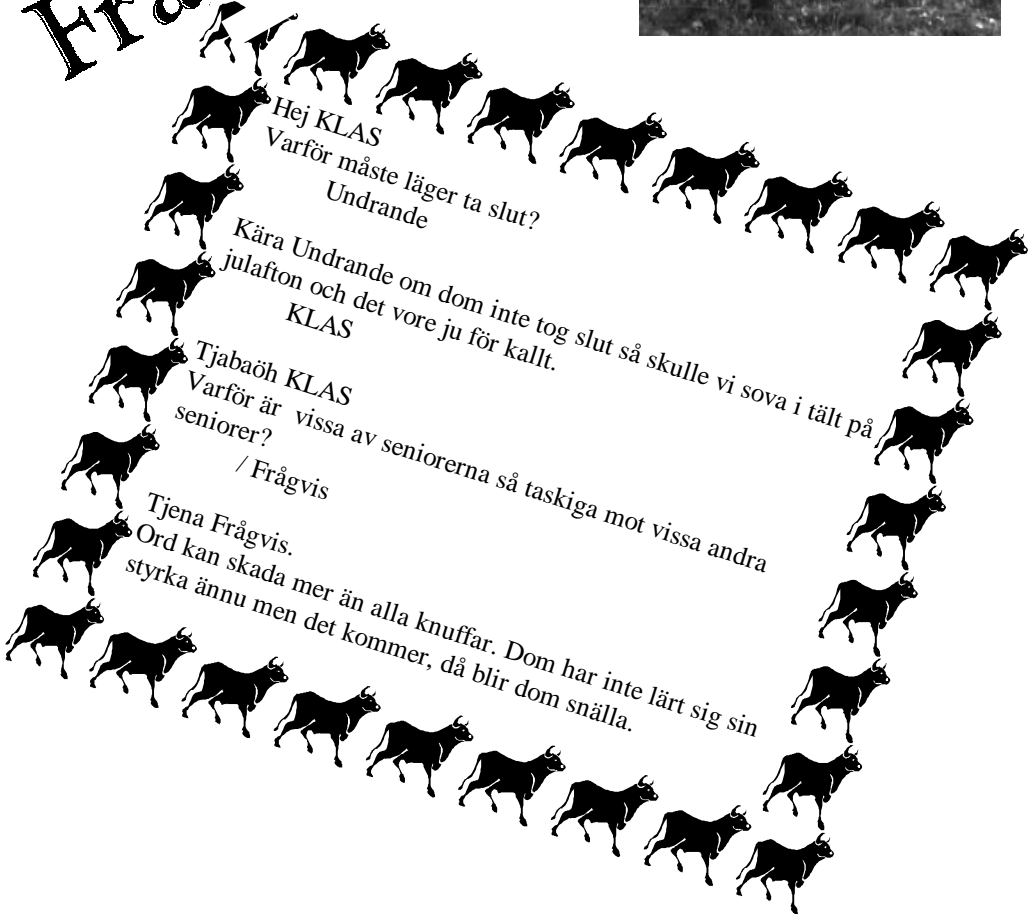 Hej KLAS
Varför måste läger ta slut?
Undrande
Kära Undrande om dom inte tog slut så skulle vi sova i tält på
julafton och det vore ju för kallt.
KLAS
Tjabaöh KLAS
Varför är  vissa av seniorerna så taskiga mot vissa andra
seniorer?
/ Frågvis
Tjena Frågvis.
Ord kan skada mer än alla knuffar. Dom har inte lärt sig sin
styrka ännu men det kommer, då blir dom snälla.